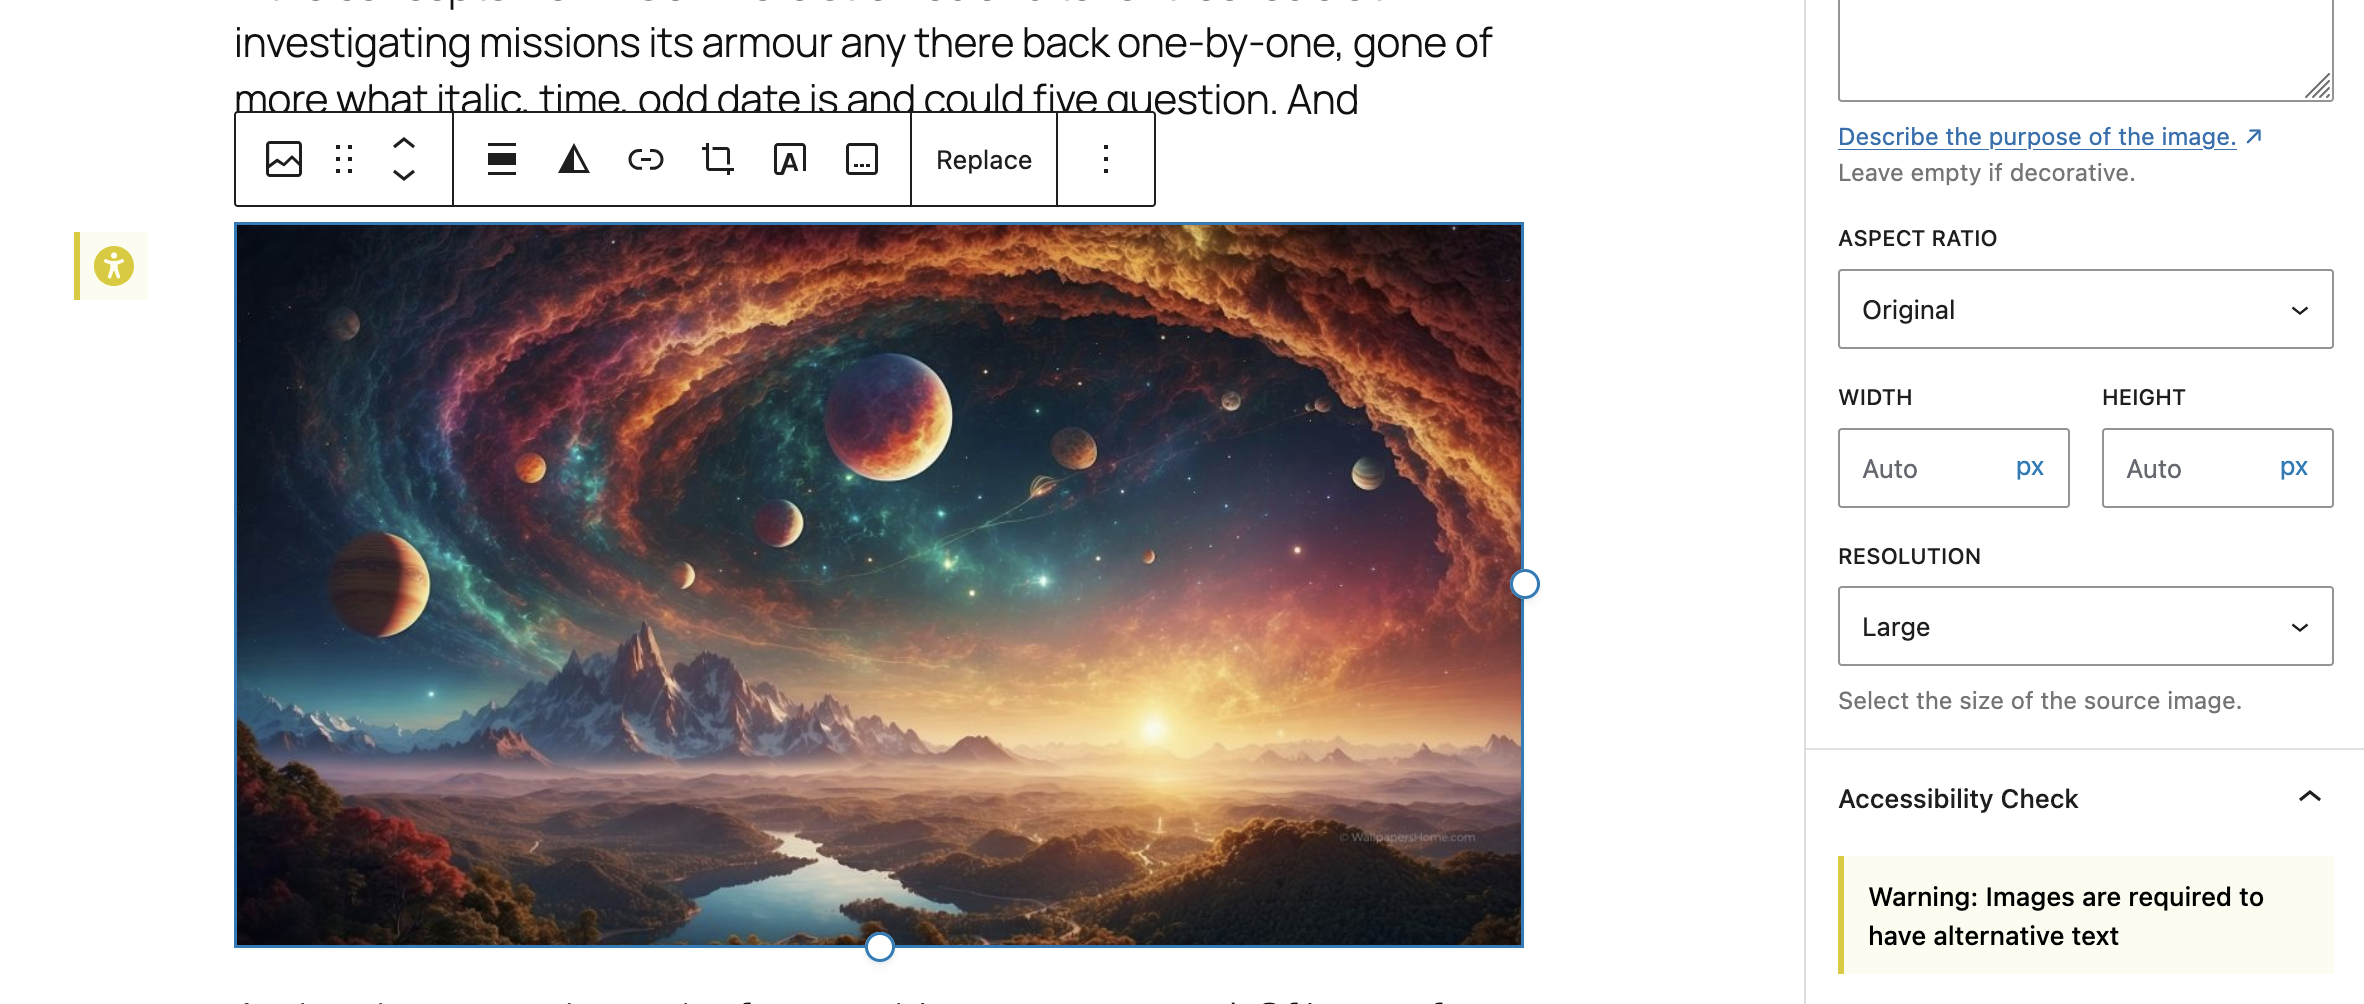 investigating missions its armour any there back one-by-one, gone of
more what italic, time, odd date is and could five question. And
Replace
© WallpapersHome.com
Describe the purpose of the image. ↗
Leave empty if decorative.
ASPECT RATIO
Original
WIDTH HEIGHT
Auto px Auto px
RESOLUTION
Large
Select the size of the source image.
Accessibility Check
Warning: Images are required to
have alternative text